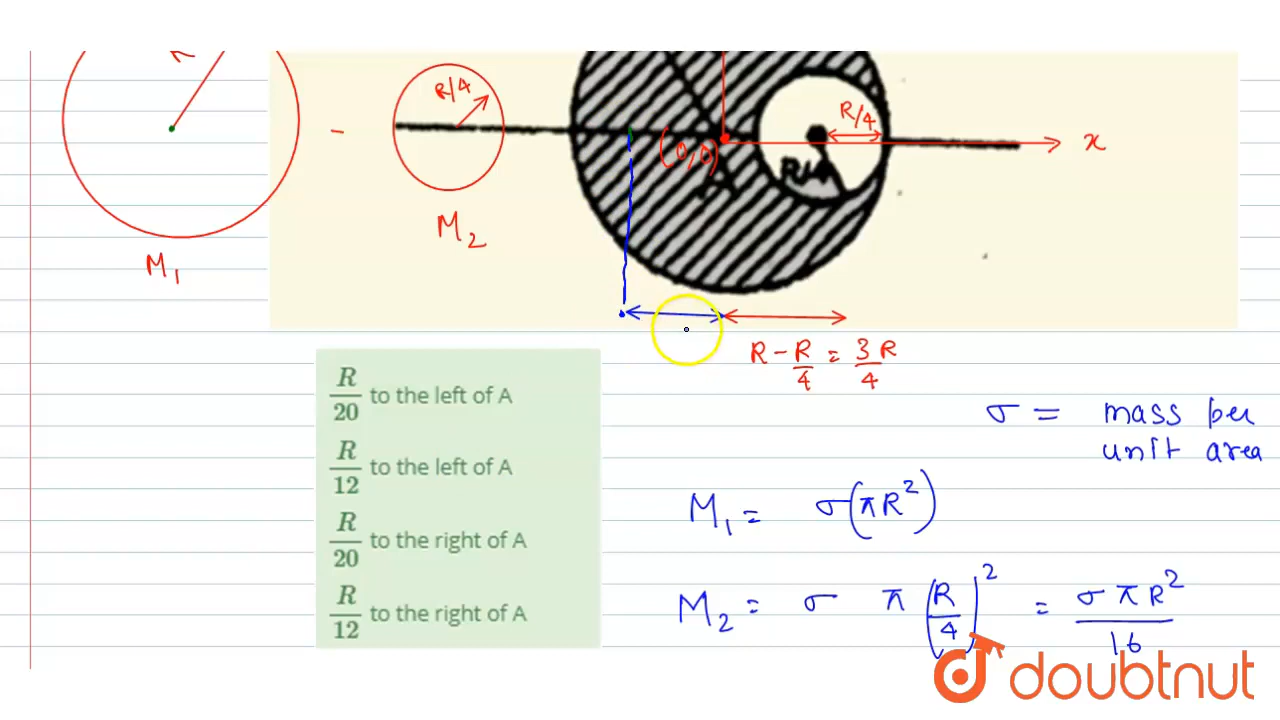 R
R/4
R/4
(0,0)
x
R/4
A
M₂
M₁
R - R/4 = 3R/4
R/20 to the left of A
R/12 to the left of A
R/20 to the right of A
R/12 to the right of A
σ = mass per
unit area
M₁ = σ(πR²)
M₂ = σ π (R/4)² = σπR²/16
doubtnut